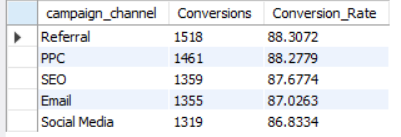 campaign_channel Conversions Conversion_Rate
Referral 1518 88.3072
PPC 1461 88.2779
SEO 1359 87.6774
Email 1355 87.0263
Social Media 1319 86.8334